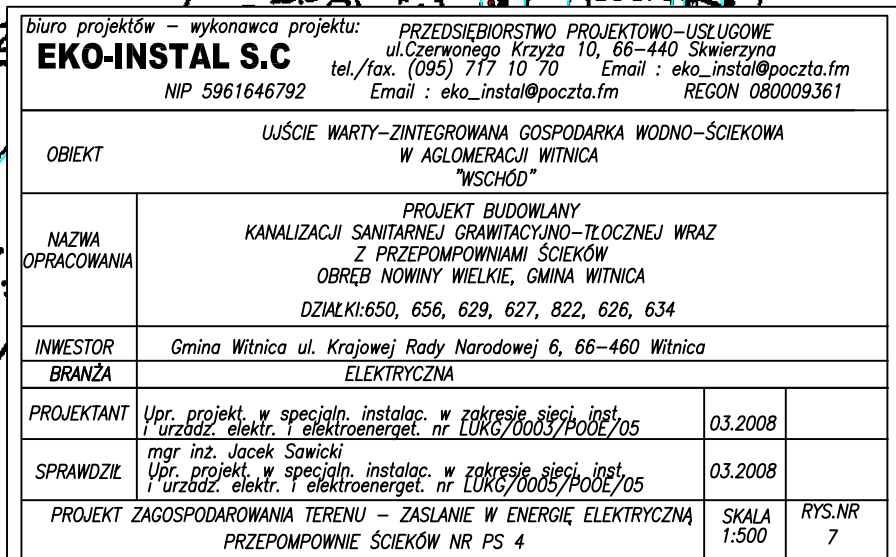 biuro projektów – wykonawca projektu:
PRZEDSIĘBIORSTWO PROJEKTOWO–USŁUGOWE
EKO-INSTAL S.C
ul.Czerwonego Krzyża 10, 66–440 Skwierzyna
tel./fax. (095) 717 10 70 Email : eko_instal@poczta.fm
NIP 5961646792 Email : eko_instal@poczta.fm REGON 080009361
OBIEKT
UJŚCIE WARTY–ZINTEGROWANA GOSPODARKA WODNO–ŚCIEKOWA
W AGLOMERACJI WITNICA
"WSCHÓD"
NAZWA
OPRACOWANIA
PROJEKT BUDOWLANY
KANALIZACJI SANITARNEJ GRAWITACYJNO–TŁOCZNEJ WRAZ
Z PRZEPOMPOWNIAMI ŚCIEKÓW
OBRĘB NOWINY WIELKIE, GMINA WITNICA
DZIAŁKI:650, 656, 629, 627, 822, 626, 634
INWESTOR Gmina Witnica ul. Krajowej Rady Narodowej 6, 66–460 Witnica
BRANŻA ELEKTRYCZNA
PROJEKTANT
Upr. projekt. w specjaln. instalac. w zakresie sieci, inst.
i urządz. elektr. i elektroenerget. nr LUKG/0003/POOE/05
03.2008
SPRAWDZIŁ
mgr inż. Jacek Sawicki
Upr. projekt. w specjaln. instalac. w zakresie sieci, inst.
i urządz. elektr. i elektroenerget. nr LUKG/0005/POOE/05
03.2008
PROJEKT ZAGOSPODAROWANIA TERENU – ZASLANIE W ENERGIĘ ELEKTRYCZNĄ
PRZEPOMPOWNIE ŚCIEKÓW NR PS 4
SKALA
1:500
RYS.NR
7